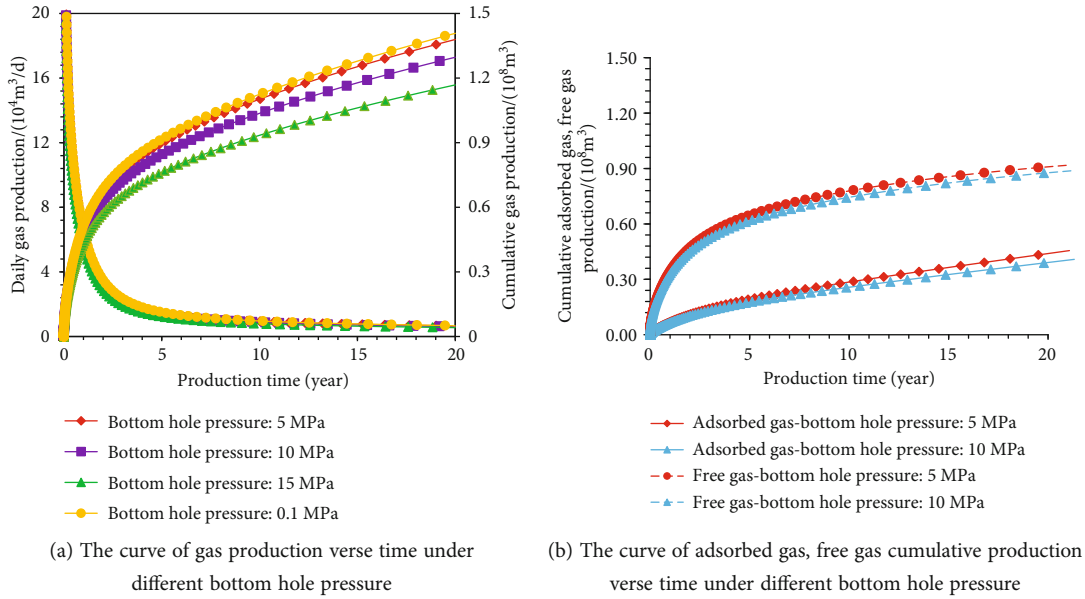 20
16
12
8
4
0
Daily gas production/(10⁴m³/d)
1.5
1.2
0.9
0.6
0.3
0
Cumulative gas production/(10⁸m³)
0 5 10 15 20
Production time (year)
Bottom hole pressure: 5 MPa
Bottom hole pressure: 10 MPa
Bottom hole pressure: 15 MPa
Bottom hole pressure: 0.1 MPa
(a) The curve of gas production verse time under
different bottom hole pressure
1.50
1.20
0.90
0.60
0.30
0.00
Cumulative adsorbed gas, free gas
production/(10⁸m³)
0 5 10 15 20
Production time (year)
Adsorbed gas-bottom hole pressure: 5 MPa
Adsorbed gas-bottom hole pressure: 10 MPa
Free gas-bottom hole pressure: 5 MPa
Free gas-bottom hole pressure: 10 MPa
(b) The curve of adsorbed gas, free gas cumulative production
verse time under different bottom hole pressure